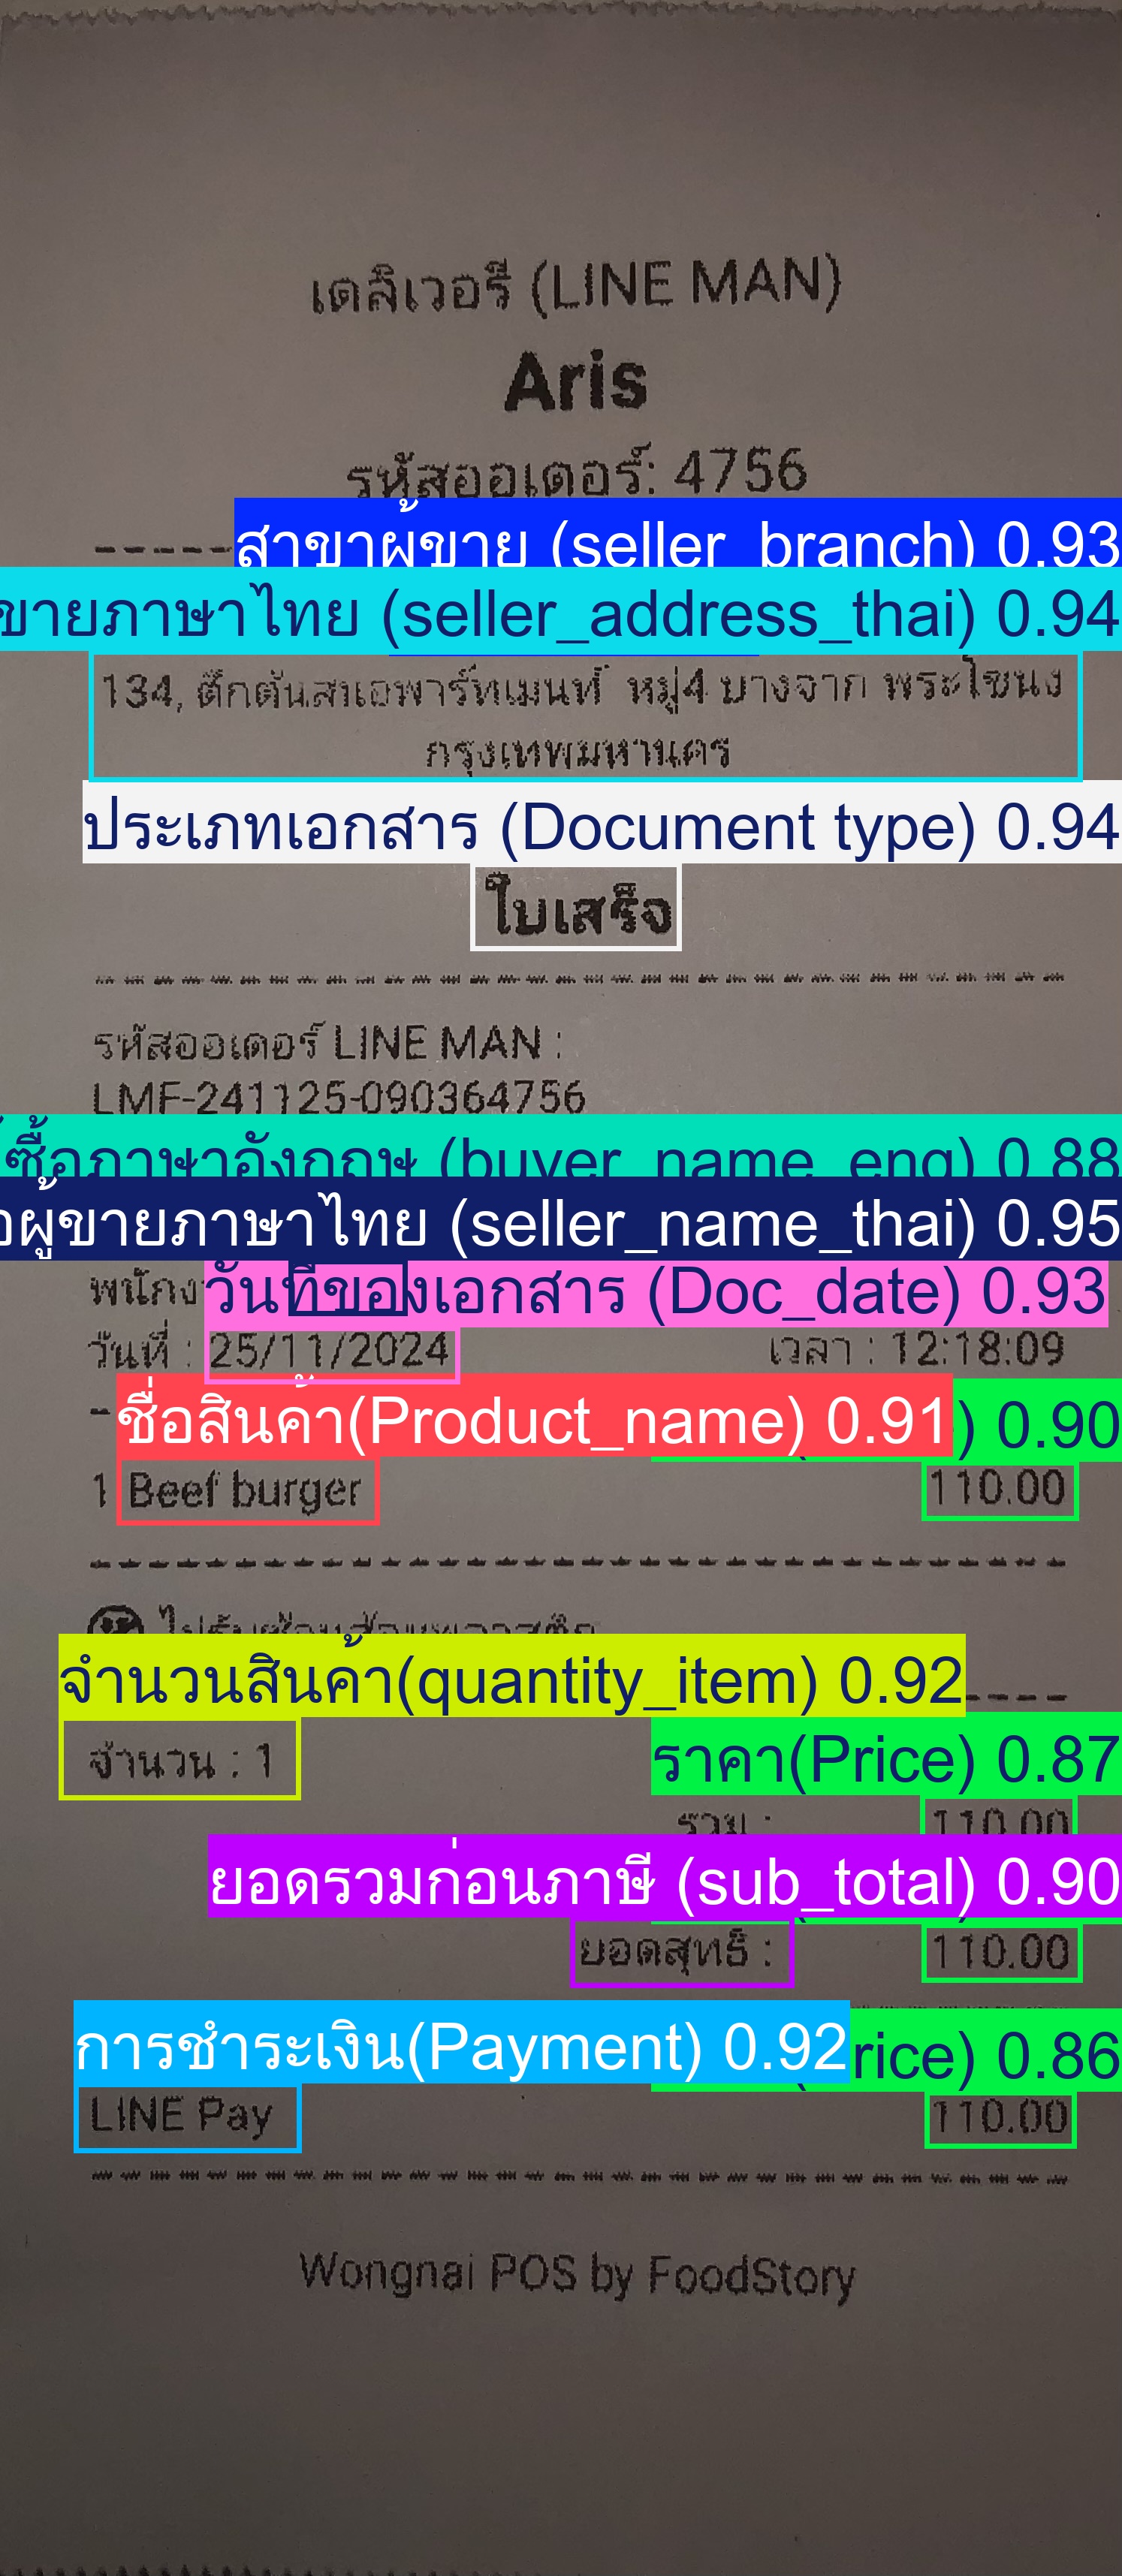 เดลิเวอรี่ (LINE MAN)
Aris
รหัสออเดอร์: 4756
สาขาผู้ขาย (seller_branch) 0.93
ขายภาษาไทย (seller_address_thai) 0.94
134, ตึกต้นสนเอพาร์ทเมนท์ หมู่4 บางจาก พระโขนง
กรุงเทพมหานคร
ประเภทเอกสาร (Document type) 0.94
ใบเสร็จ
รหัสออเดอร์ LINE MAN :
LMF-241125-090364756
ซื้อภาษาอังกฤษ (buyer_name_eng) 0.88
ผู้ขายภาษาไทย (seller_name_thai) 0.95
วันที่ของเอกสาร (Doc_date) 0.93
วันที่ : 25/11/2024 เวลา : 12:18:09
ชื่อสินค้า(Product_name) 0.91 ) 0.90
1 Beef burger 110.00
จำนวนสินค้า(quantity_item) 0.92
จำนวน : 1
ราคา(Price) 0.87
รวม : 110.00
ยอดรวมก่อนภาษี (sub_total) 0.90
ยอดสุทธิ : 110.00
การชำระเงิน(Payment) 0.92 rice) 0.86
LINE Pay 110.00
Wongnai POS by FoodStory